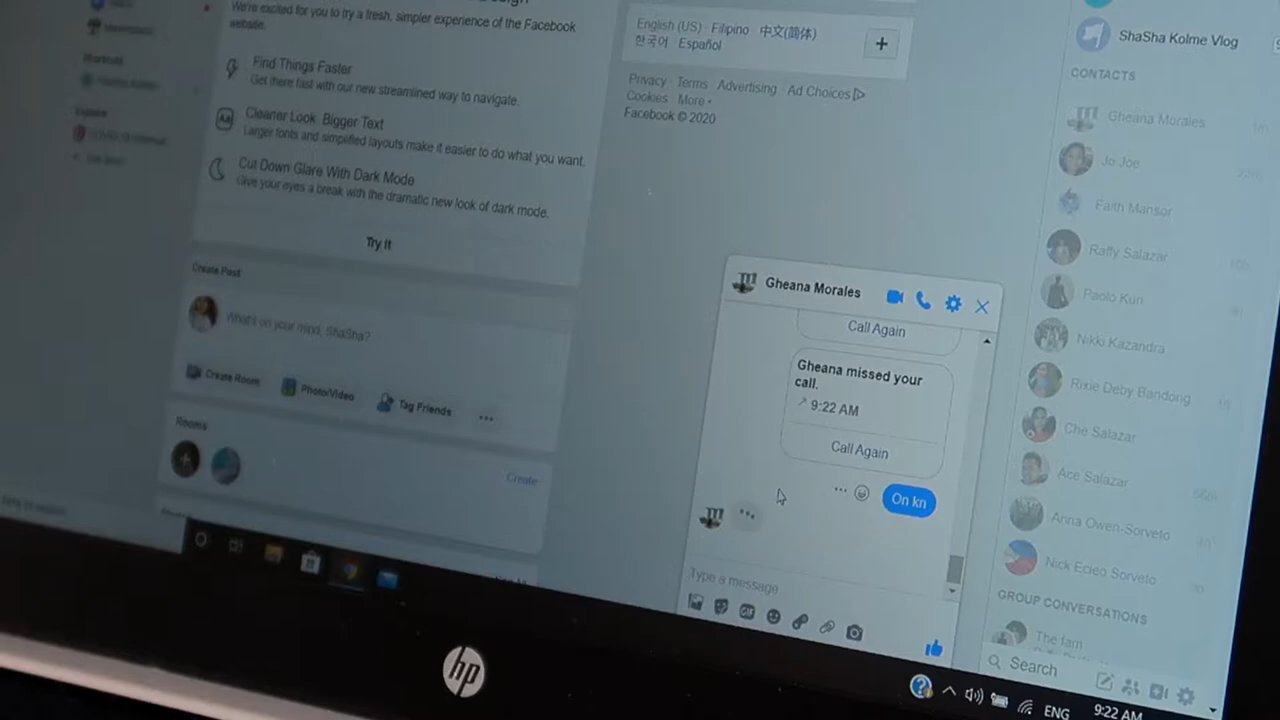 We're excited for you to try a fresh, simpler experience of the Facebook
website.
Find Things Faster
Get there fast with our new streamlined way to navigate.
Cleaner Look, Bigger Text
Larger fonts and simplified layouts make it easier to do what you want.
Cut Down Glare With Dark Mode
Give your eyes a break with the dramatic new look of dark mode.
Try It
Create Post
What's on your mind, ShaSha?
Create Room
Photo/Video
Tag Friends
Rooms
Create
English (US) · Filipino · 中文(简体)
한국어 · Español
+
Privacy · Terms · Advertising · Ad Choices
Cookies · More
Facebook © 2020
Gheana Morales
Call Again
Gheana missed your
call.
9:22 AM
Call Again
On kn
Type a message
GIF
ShaSha Kolme Vlog
CONTACTS
Gheana Morales
Jo Joe
Faith Mansor
Raffy Salazar
Paolo Kun
Nikki Kazandra
Rixie Deby Bandong
Che Salazar
Ace Salazar
Anna Owen-Sorveto
Nick Ecieo Sorveto
GROUP CONVERSATIONS
The fam
Search
hp
ENG
9:22 AM